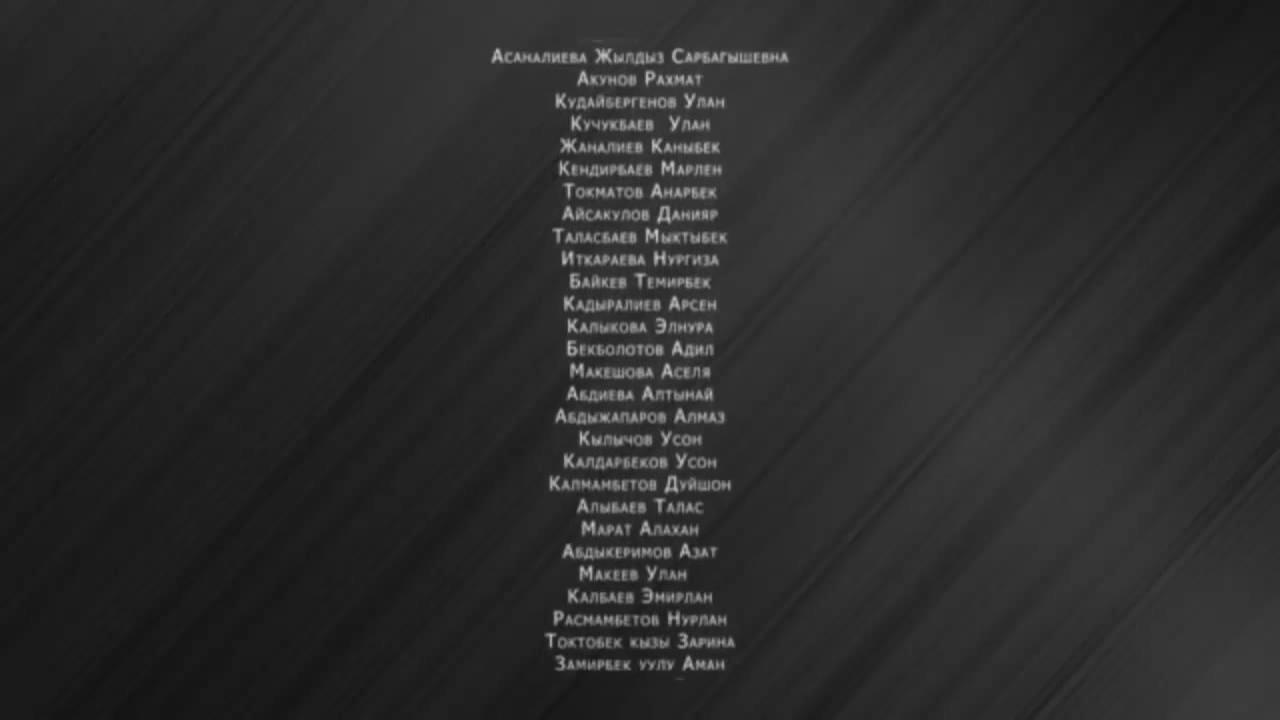 Асаналиева Жылдыз Сарбагышевна
Акунов Рахмат
Кудайбергенов Улан
Кучукбаев Улан
Жаналиев Каныбек
Кендирбаев Марлен
Токматов Анарбек
Айсакулов Данияр
Таласбаев Мыктыбек
Иткараева Нургиза
Байкев Темирбек
Кадыралиев Арсен
Калыкова Элнура
Бекболотов Адил
Макешова Аселя
Абдиева Алтынай
Абдыжапаров Алмаз
Кылычов Усон
Калдарбеков Усон
Калмамбетов Дуйшон
Алыбаев Талас
Марат Алахан
Абдыкеримов Азат
Макеев Улан
Калбаев Эмирлан
Расмамбетов Нурлан
Токтобек кызы Зарина
Замирбек уулу Аман